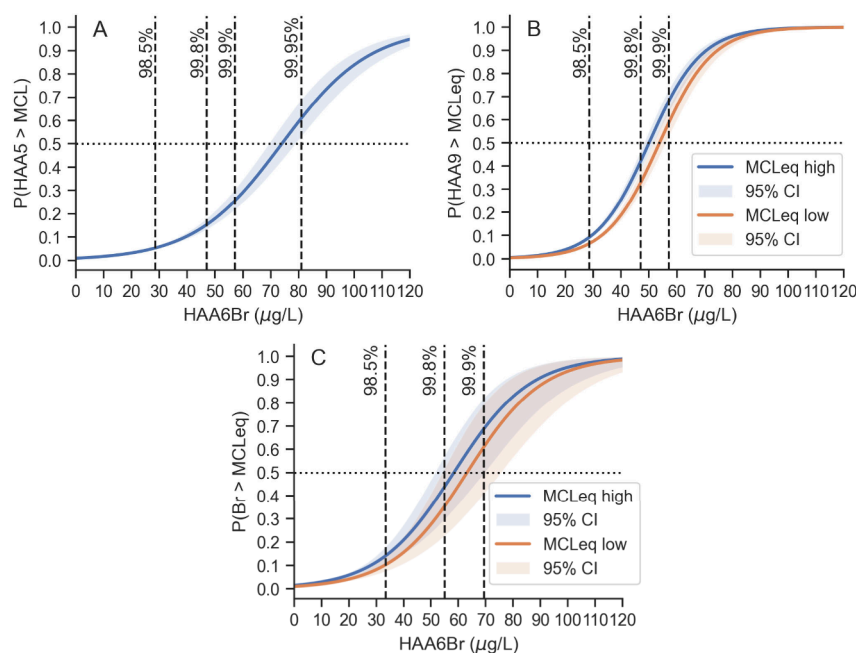 A
98.5%
99.8%
99.9%
99.95%
P(HAA5 > MCL)
1.0
0.9
0.8
0.7
0.6
0.5
0.4
0.3
0.2
0.1
0.0
0 10 20 30 40 50 60 70 80 90 100 110 120
HAA6Br (µg/L)
B
98.5%
99.8%
99.9%
P(HAA9 > MCLeq)
1.0
0.9
0.8
0.7
0.6
0.5
0.4
0.3
0.2
0.1
0.0
MCLeq high
95% CI
MCLeq low
95% CI
0 10 20 30 40 50 60 70 80 90 100 110 120
HAA6Br (µg/L)
C
98.5%
99.8%
99.9%
P(Br > MCLeq)
1.0
0.9
0.8
0.7
0.6
0.5
0.4
0.3
0.2
0.1
0.0
MCLeq high
95% CI
MCLeq low
95% CI
0 10 20 30 40 50 60 70 80 90 100 110 120
HAA6Br (µg/L)